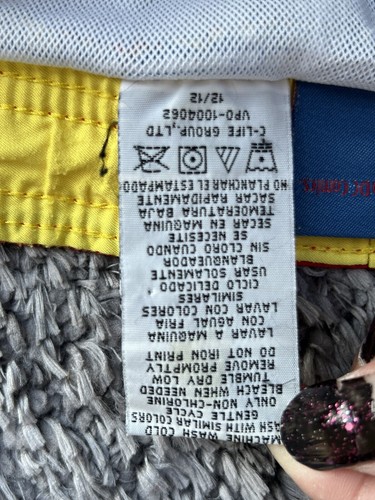 MACHINE WASH COLD
WASH WITH SIMILAR COLORS
GENTLE CYCLE
ONLY NON-CHLORINE
BLEACH WHEN NEEDED
TUMBLE DRY LOW
REMOVE PROMPTLY
DO NOT IRON PRINT
LAVAR CON AGUAL FRIA
LAVAR CON COLORES
SIMILARES
CICLO DELICADO
USAR SOLAMENTE
BLANQUEADOR
SIN CLORO CUANDO
SE NECESITE
SECAR EN MAQUINA
TEMOERATURA BAJA
SACAR RAPIDAMENTE
NO PLANCHAR EL ESTAMPADO
C-LIFE GROUP.,LTD
VPO-1004062
12/12